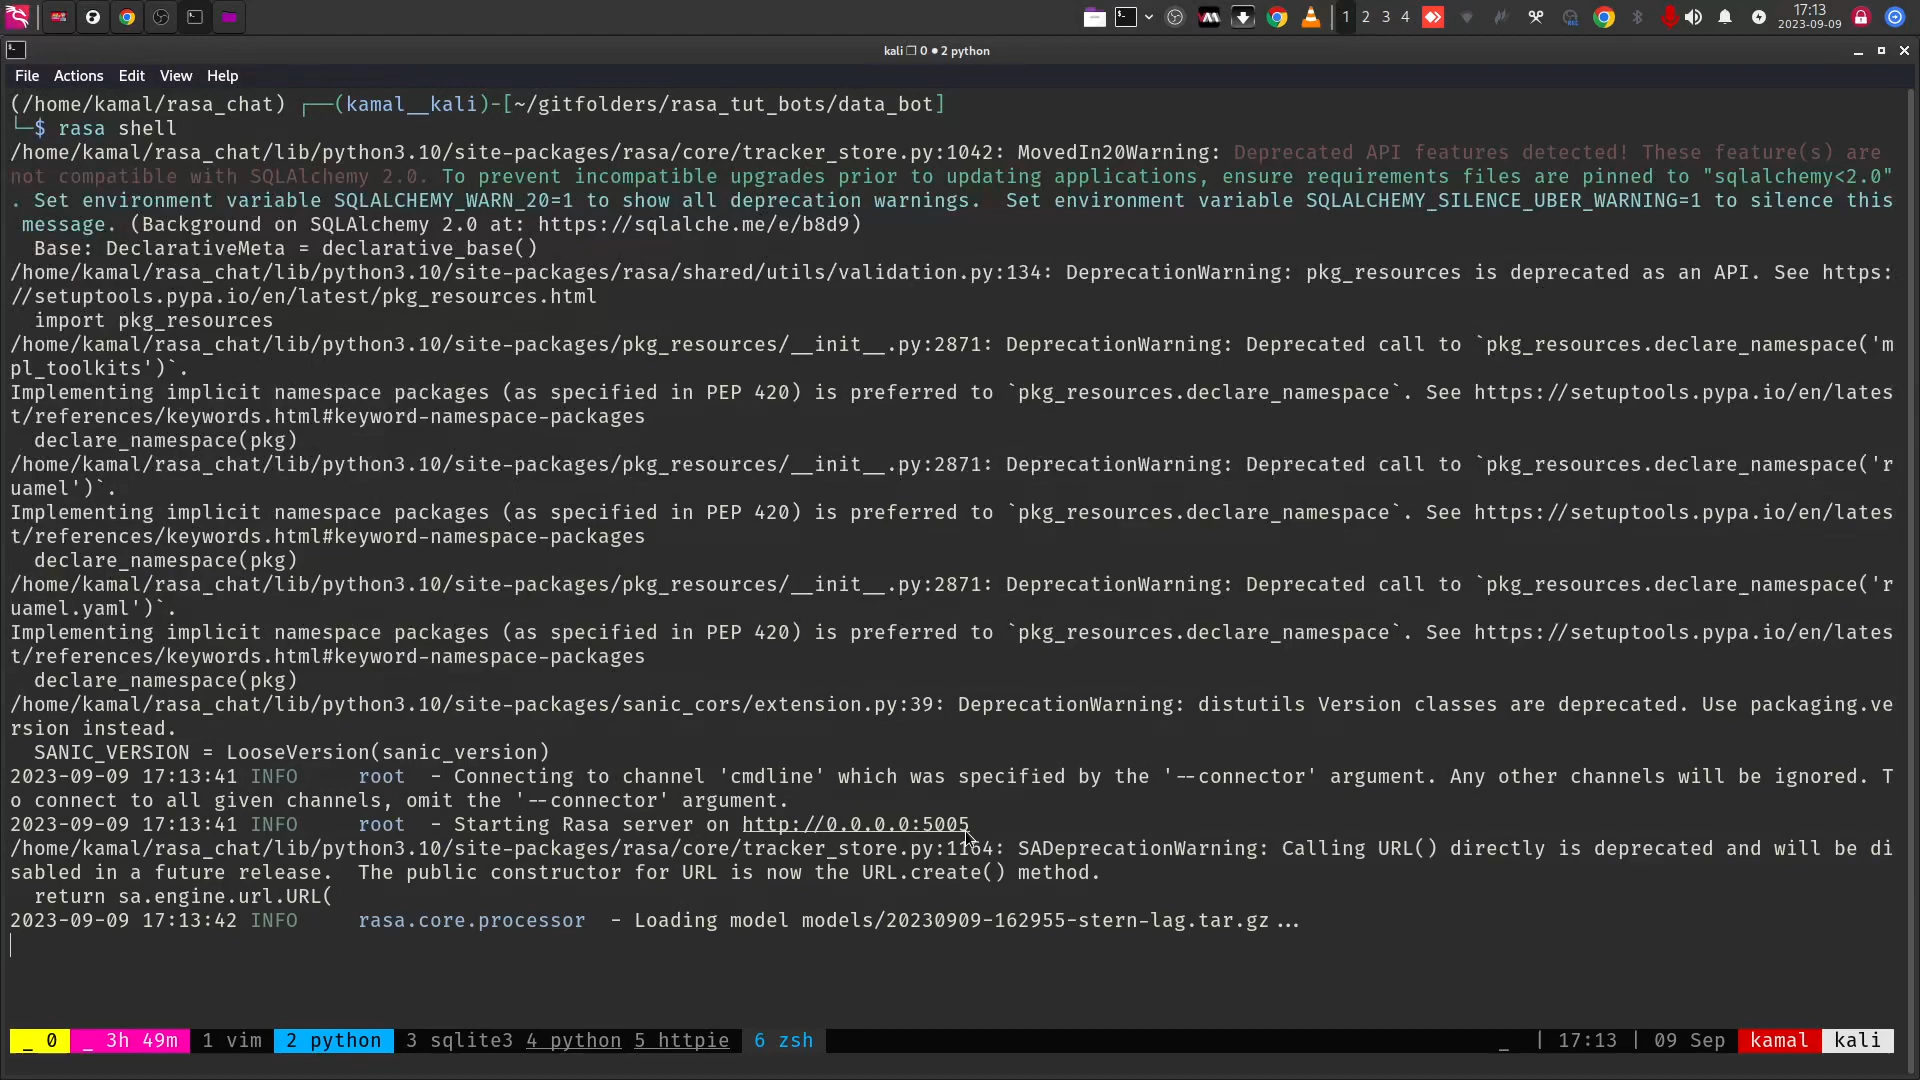 1 2 3 4
17:13
2023-09-09
kali ❐ 0 ● 2 python
File Actions Edit View Help
(/home/kamal/rasa_chat) ┌──(kamal__kali)-[~/gitfolders/rasa_tut_bots/data_bot]
└─$ rasa shell
/home/kamal/rasa_chat/lib/python3.10/site-packages/rasa/core/tracker_store.py:1042: MovedIn20Warning: Deprecated API features detected! These feature(s) are
not compatible with SQLAlchemy 2.0. To prevent incompatible upgrades prior to updating applications, ensure requirements files are pinned to "sqlalchemy<2.0"
. Set environment variable SQLALCHEMY_WARN_20=1 to show all deprecation warnings.  Set environment variable SQLALCHEMY_SILENCE_UBER_WARNING=1 to silence this
 message. (Background on SQLAlchemy 2.0 at: https://sqlalche.me/e/b8d9)
  Base: DeclarativeMeta = declarative_base()
/home/kamal/rasa_chat/lib/python3.10/site-packages/rasa/shared/utils/validation.py:134: DeprecationWarning: pkg_resources is deprecated as an API. See https:
//setuptools.pypa.io/en/latest/pkg_resources.html
  import pkg_resources
/home/kamal/rasa_chat/lib/python3.10/site-packages/pkg_resources/__init__.py:2871: DeprecationWarning: Deprecated call to `pkg_resources.declare_namespace('m
pl_toolkits')`.
Implementing implicit namespace packages (as specified in PEP 420) is preferred to `pkg_resources.declare_namespace`. See https://setuptools.pypa.io/en/lates
t/references/keywords.html#keyword-namespace-packages
  declare_namespace(pkg)
/home/kamal/rasa_chat/lib/python3.10/site-packages/pkg_resources/__init__.py:2871: DeprecationWarning: Deprecated call to `pkg_resources.declare_namespace('r
uamel')`.
Implementing implicit namespace packages (as specified in PEP 420) is preferred to `pkg_resources.declare_namespace`. See https://setuptools.pypa.io/en/lates
t/references/keywords.html#keyword-namespace-packages
  declare_namespace(pkg)
/home/kamal/rasa_chat/lib/python3.10/site-packages/pkg_resources/__init__.py:2871: DeprecationWarning: Deprecated call to `pkg_resources.declare_namespace('r
uamel.yaml')`.
Implementing implicit namespace packages (as specified in PEP 420) is preferred to `pkg_resources.declare_namespace`. See https://setuptools.pypa.io/en/lates
t/references/keywords.html#keyword-namespace-packages
  declare_namespace(pkg)
/home/kamal/rasa_chat/lib/python3.10/site-packages/sanic_cors/extension.py:39: DeprecationWarning: distutils Version classes are deprecated. Use packaging.ve
rsion instead.
  SANIC_VERSION = LooseVersion(sanic_version)
2023-09-09 17:13:41 INFO     root  - Connecting to channel 'cmdline' which was specified by the '--connector' argument. Any other channels will be ignored. T
o connect to all given channels, omit the '--connector' argument.
2023-09-09 17:13:41 INFO     root  - Starting Rasa server on http://0.0.0.0:5005
/home/kamal/rasa_chat/lib/python3.10/site-packages/rasa/core/tracker_store.py:1164: SADeprecationWarning: Calling URL() directly is deprecated and will be di
sabled in a future release.  The public constructor for URL is now the URL.create() method.
  return sa.engine.url.URL(
2023-09-09 17:13:42 INFO     rasa.core.processor  - Loading model models/20230909-162955-stern-lag.tar.gz...
_ 0 _ 3h 49m 1 vim 2 python 3 sqlite3 4 python 5 httpie 6 zsh _ | 17:13 | 09 Sep kamal kali